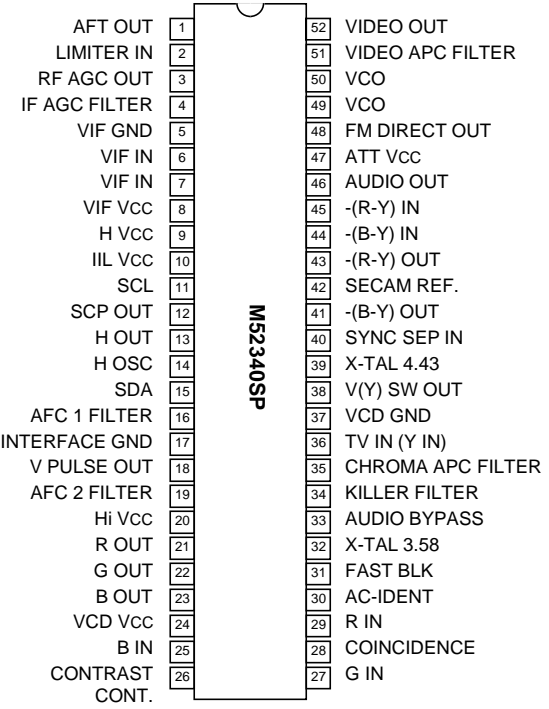 AFT OUT 1 52 VIDEO OUT
LIMITER IN 2 51 VIDEO APC FILTER
RF AGC OUT 3 50 VCO
IF AGC FILTER 4 49 VCO
VIF GND 5 48 FM DIRECT OUT
VIF IN 6 47 ATT VCC
VIF IN 7 46 AUDIO OUT
VIF VCC 8 45 -(R-Y) IN
H VCC 9 44 -(B-Y) IN
IIL VCC 10 43 -(R-Y) OUT
SCL 11 42 SECAM REF.
SCP OUT 12 41 -(B-Y) OUT
H OUT 13 40 SYNC SEP IN
H OSC 14 39 X-TAL 4.43
SDA 15 38 V(Y) SW OUT
AFC 1 FILTER 16 37 VCD GND
INTERFACE GND 17 36 TV IN (Y IN)
V PULSE OUT 18 35 CHROMA APC FILTER
AFC 2 FILTER 19 34 KILLER FILTER
Hi VCC 20 33 AUDIO BYPASS
R OUT 21 32 X-TAL 3.58
G OUT 22 31 FAST BLK
B OUT 23 30 AC-IDENT
VCD VCC 24 29 R IN
B IN 25 28 COINCIDENCE
CONTRAST 26 27 G IN
CONT.
M52340SP